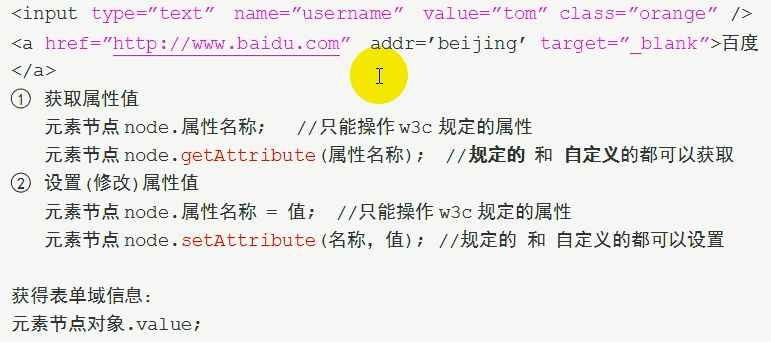 <input type=”text” name=”username” value=”tom” class=”orange” />
<a href=”http://www.baidu.com” addr=’beijing’ target=”_blank”>百度
</a>
① 获取属性值
元素节点 node.属性名称; //只能操作 w3c 规定的属性
元素节点 node.getAttribute(属性名称); //规定的 和 自定义的都可以获取
② 设置(修改)属性值
元素节点 node.属性名称 = 值; //只能操作 w3c 规定的属性
元素节点 node.setAttribute(名称, 值); //规定的 和 自定义的都可以设置
获得表单域信息:
元素节点对象.value;